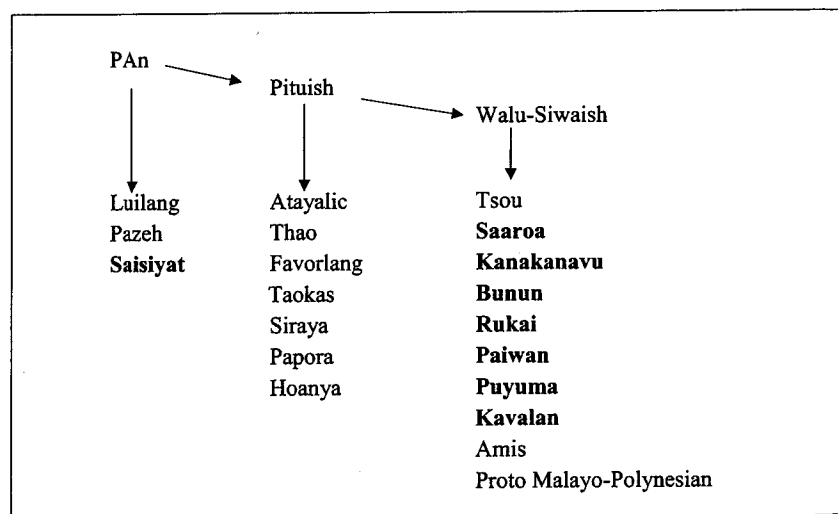 PAn
Pituish
Walu-Siwaish
Luilang
Pazeh
Saisiyat
Atayalic
Thao
Favorlang
Taokas
Siraya
Papora
Hoanya
Tsou
Saaroa
Kanakanavu
Bunun
Rukai
Paiwan
Puyuma
Kavalan
Amis
Proto Malayo-Polynesian